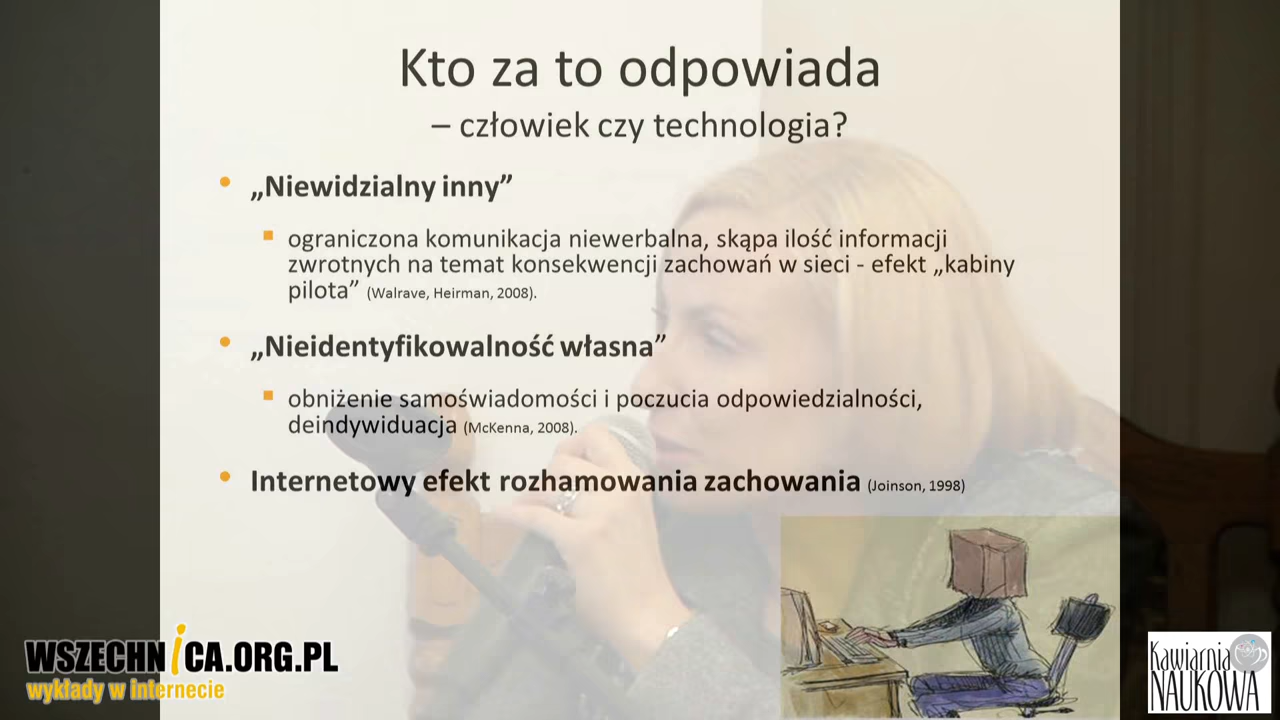 Kto za to odpowiada
– człowiek czy technologia?
„Niewidzialny inny”
ograniczona komunikacja niewerbalna, skąpa ilość informacji
zwrotnych na temat konsekwencji zachowań w sieci - efekt „kabiny
pilota” (Walrave, Heirman, 2008).
„Nieidentyfikowalność własna”
obniżenie samoświadomości i poczucia odpowiedzialności,
deindywiduacja (McKenna, 2008).
Internetowy efekt rozhamowania zachowania (Joinson, 1998)
WSZECHNiCA.ORG.PL
wykłady w internecie
Kawiarnia
NAUKOWA